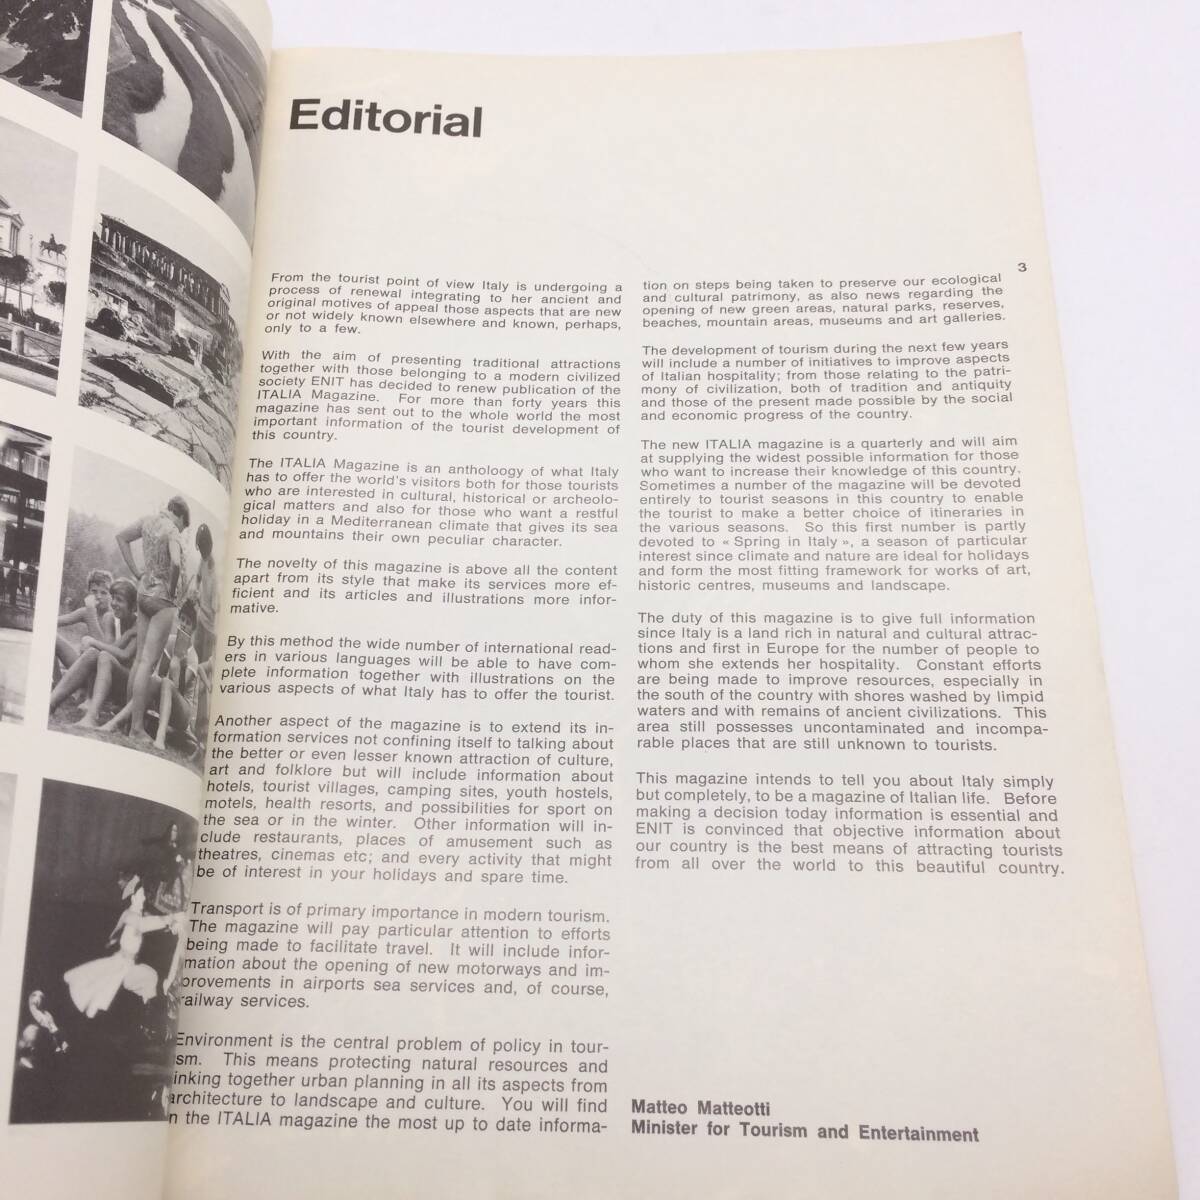 Editorial
3
From the tourist point of view Italy is undergoing a
process of renewal integrating to her ancient and
original motives of appeal those aspects that are new
or not widely known elsewhere and known, perhaps,
only to a few.
With the aim of presenting traditional attractions
together with those belonging to a modern civilized
society ENIT has decided to renew publication of the
ITALIA Magazine. For more than forty years this
magazine has sent out to the whole world the most
important information of the tourist development of
this country.
The ITALIA Magazine is an antholoogy of what Italy
has to offer the world's visitors both for those tourists
who are interested in cultural, historical or archeolo-
gical matters and also for those who want a restful
holiday in a Mediterranean climate that gives its sea
and mountains their own peculiar character.
The novelty of this magazine is above all the content
apart from its style that make its services more ef-
ficient and its articles and illustrations more infor-
mative.
By this method the wide number of international read-
ers in various languages will be able to have com-
plete information together with illustrations on the
various aspects of what Italy has to offer the tourist.
Another aspect of the magazine is to extend its in-
formation services not confining itself to talking about
the better or even lesser known attraction of culture,
art and folklore but will include information about
hotels, tourist villages, camping sites, youth hostels,
motels, health resorts, and possibilities for sport on
the sea or in the winter. Other information will in-
clude restaurants, places of amusement such as
theatres, cinemas etc; and every activity that might
be of interest in your holidays and spare time.
Transport is of primary importance in modern tourism.
The magazine will pay particular attention to efforts
being made to facilitate travel. It will include infor-
mation about the opening of new motorways and im-
provements in airports sea services and, of course,
railway services.
Environment is the central problem of policy in tour-
ism. This means protecting natural resources and
linking together urban planning in all its aspects from
architecture to landscape and culture. You will find
in the ITALIA magazine the most up to date informa-
tion on steps being taken to preserve our ecological
and cultural patrimony, as also news regarding the
opening of new green areas, natural parks, reserves,
beaches, mountain areas, museums and art galleries.
The development of tourism during the next few years
will include a number of initiatives to improve aspects
of Italian hospitality; from those relating to the patri-
mony of civilization, both of tradition and antiquity
and those of the present made possible by the social
and economic progress of the country.
The new ITALIA magazine is a quarterly and will aim
at supplying the widest possible information for those
who want to increase their knowledge of this country.
Sometimes a number of the magazine will be devoted
entirely to tourist seasons in this country to enable
the tourist to make a better choice of itineraries in
the various seasons. So this first number is partly
devoted to « Spring in Italy », a season of particular
interest since climate and nature are ideal for holidays
and form the most fitting framework for works of art,
historic centres, museums and landscape.
The duty of this magazine is to give full information
since Italy is a land rich in natural and cultural attrac-
tions and first in Europe for the number of people to
whom she extends her hospitality. Constant efforts
are being made to improve resources, especially in
the south of the country with shores washed by limpid
waters and with remains of ancient civilizations. This
area still possesses uncontaminated and incompa-
rable places that are still unknown to tourists.
This magazine intends to tell you about Italy simply
but completely, to be a magazine of Italian life. Before
making a decision today information is essential and
ENIT is convinced that objective information about
our country is the best means of attracting tourists
from all over the world to this beautiful country.
Matteo Matteotti
Minister for Tourism and Entertainment